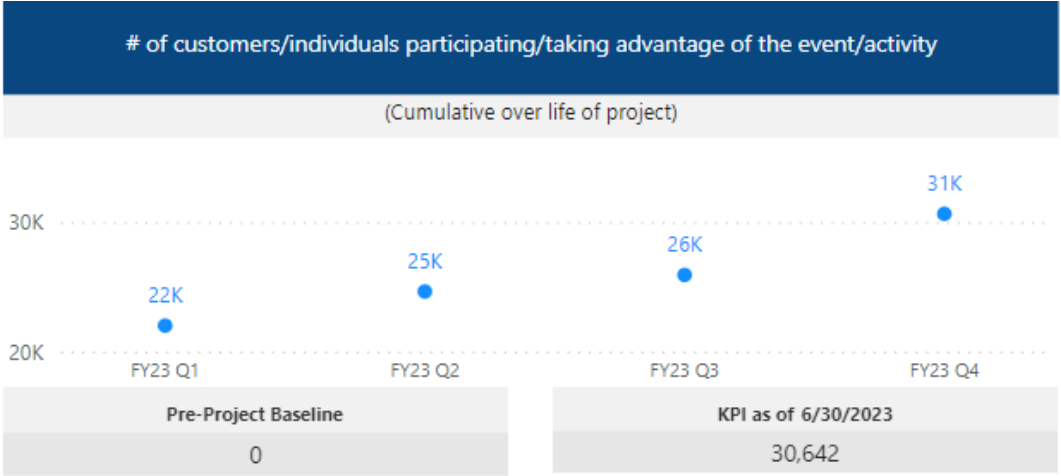 # of customers/individuals participating/taking advantage of the event/activity
(Cumulative over life of project)
31K
30K
26K
25K
22K
20K
FY23 Q1 FY23 Q2 FY23 Q3 FY23 Q4
Pre-Project Baseline KPI as of 6/30/2023
0 30,642